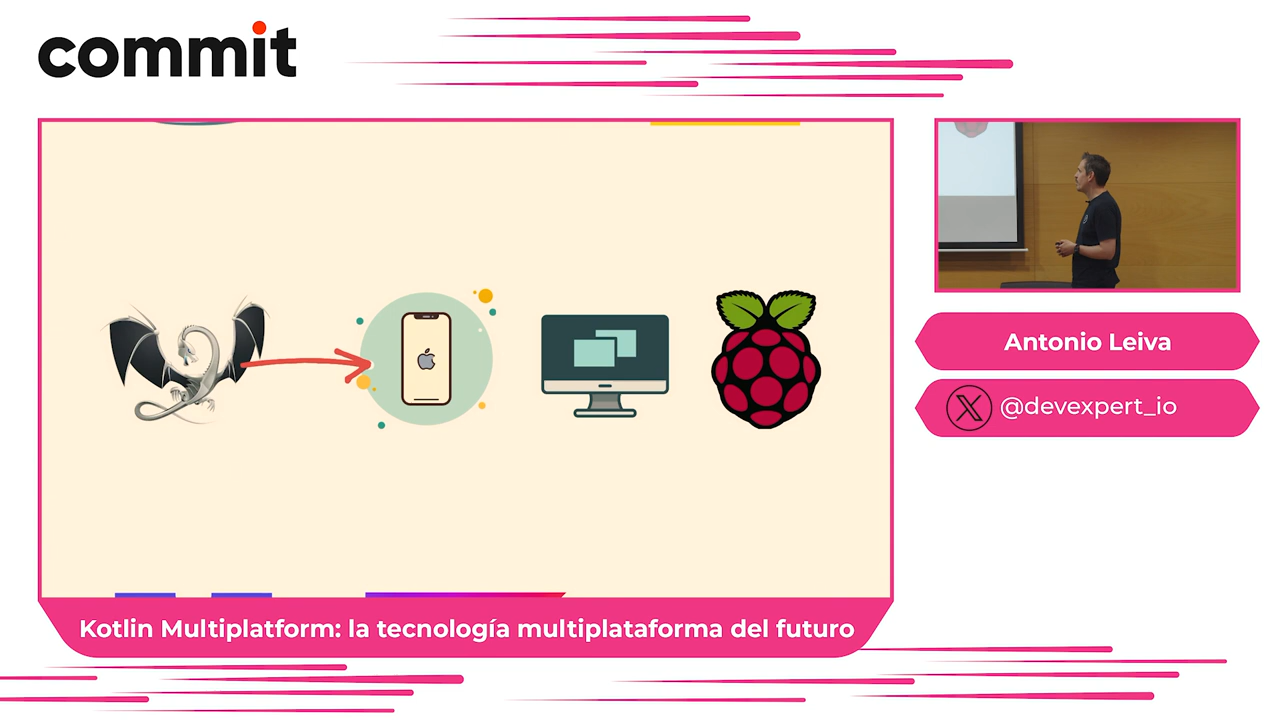 commit
Antonio Leiva
@devexpert_io
Kotlin Multiplatform: la tecnología multiplataforma del futuro